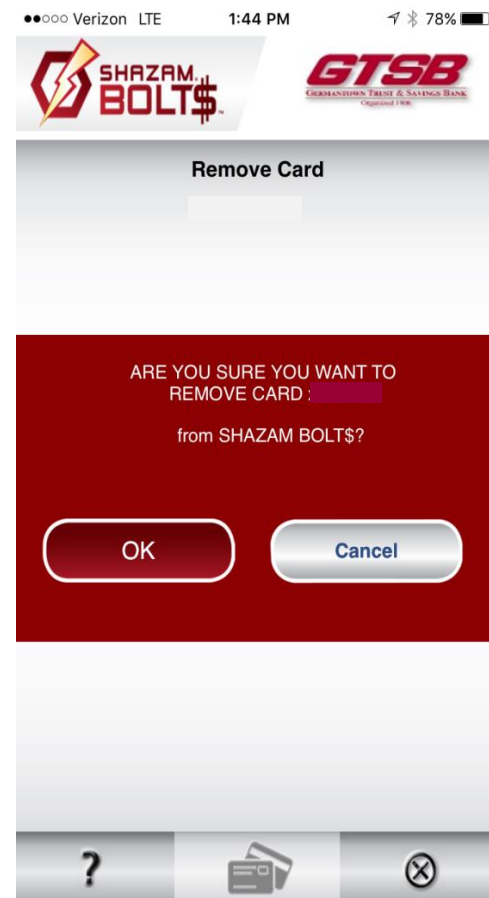 ●●○○○ Verizon LTE 1:44 PM 78%
SHAZAM
BOLT$
GTSB
GERMANTOWN TRUST & SAVINGS BANK
Organized 1906
Remove Card
ARE YOU SURE YOU WANT TO
REMOVE CARD :
from SHAZAM BOLT$?
OK
Cancel
?